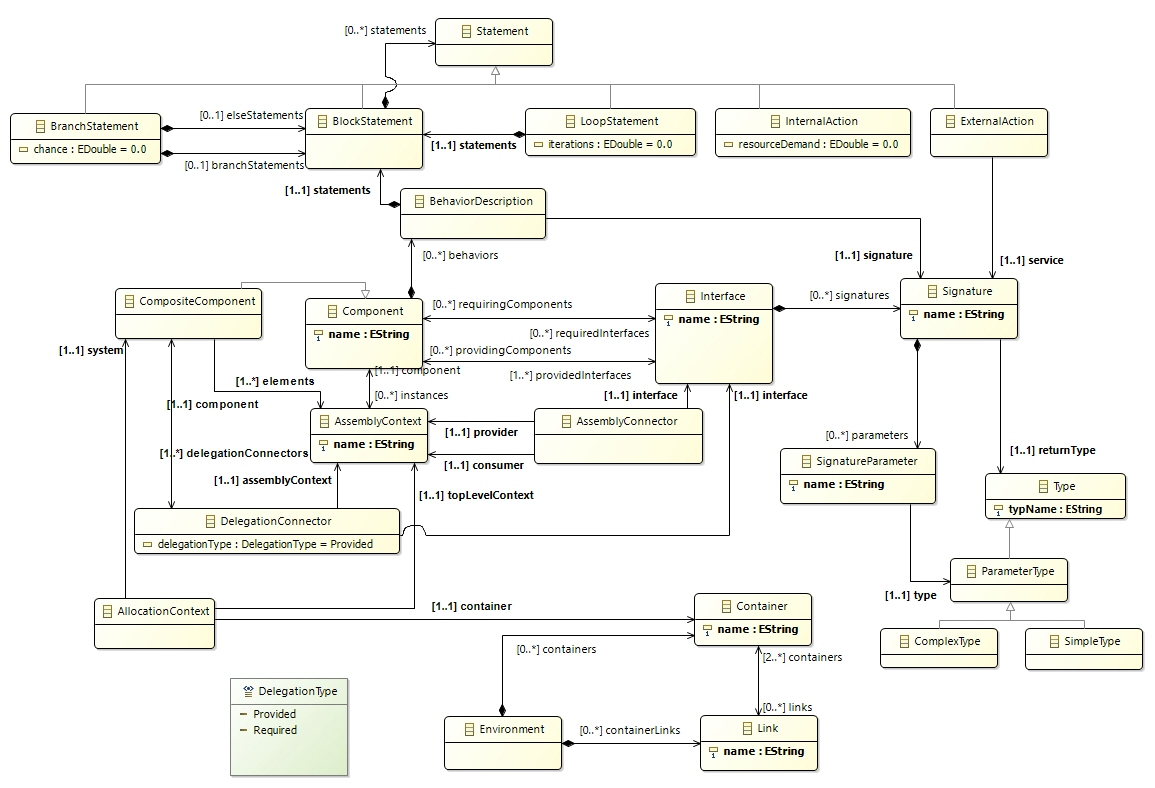 Statement
[0..*] statements
BranchStatement
chance : EDouble = 0.0
[0..1] elseStatements
[0..1] branchStatements
BlockStatement
[1..1] statements
LoopStatement
iterations : EDouble = 0.0
InternalAction
resourceDemand : EDouble = 0.0
ExternalAction
[1..1] statements
BehaviorDescription
[0..*] behaviors
[1..1] signature
[1..1] service
CompositeComponent
Component
name : EString
[0..*] requiringComponents
[0..*] requiredInterfaces
[0..*] providingComponents
[1..*] providedInterfaces
Interface
name : EString
[0..*] signatures
Signature
name : EString
[1..1] system
[1..1] component
[0..*] instances
[1..*] elements
[1..1] component
[1..1] interface
[1..1] interface
AssemblyContext
name : EString
[1..1] provider
[1..1] consumer
AssemblyConnector
[0..*] parameters
[1..1] returnType
[1..*] delegationConnectors
[1..1] assemblyContext
[1..1] topLevelContext
SignatureParameter
name : EString
Type
typName : EString
DelegationConnector
delegationType : DelegationType = Provided
ParameterType
[1..1] type
AllocationContext
[1..1] container
Container
name : EString
ComplexType
SimpleType
[0..*] containers
[2..*] containers
[0..*] links
DelegationType
Provided
Required
Environment
[0..*] containerLinks
Link
name : EString